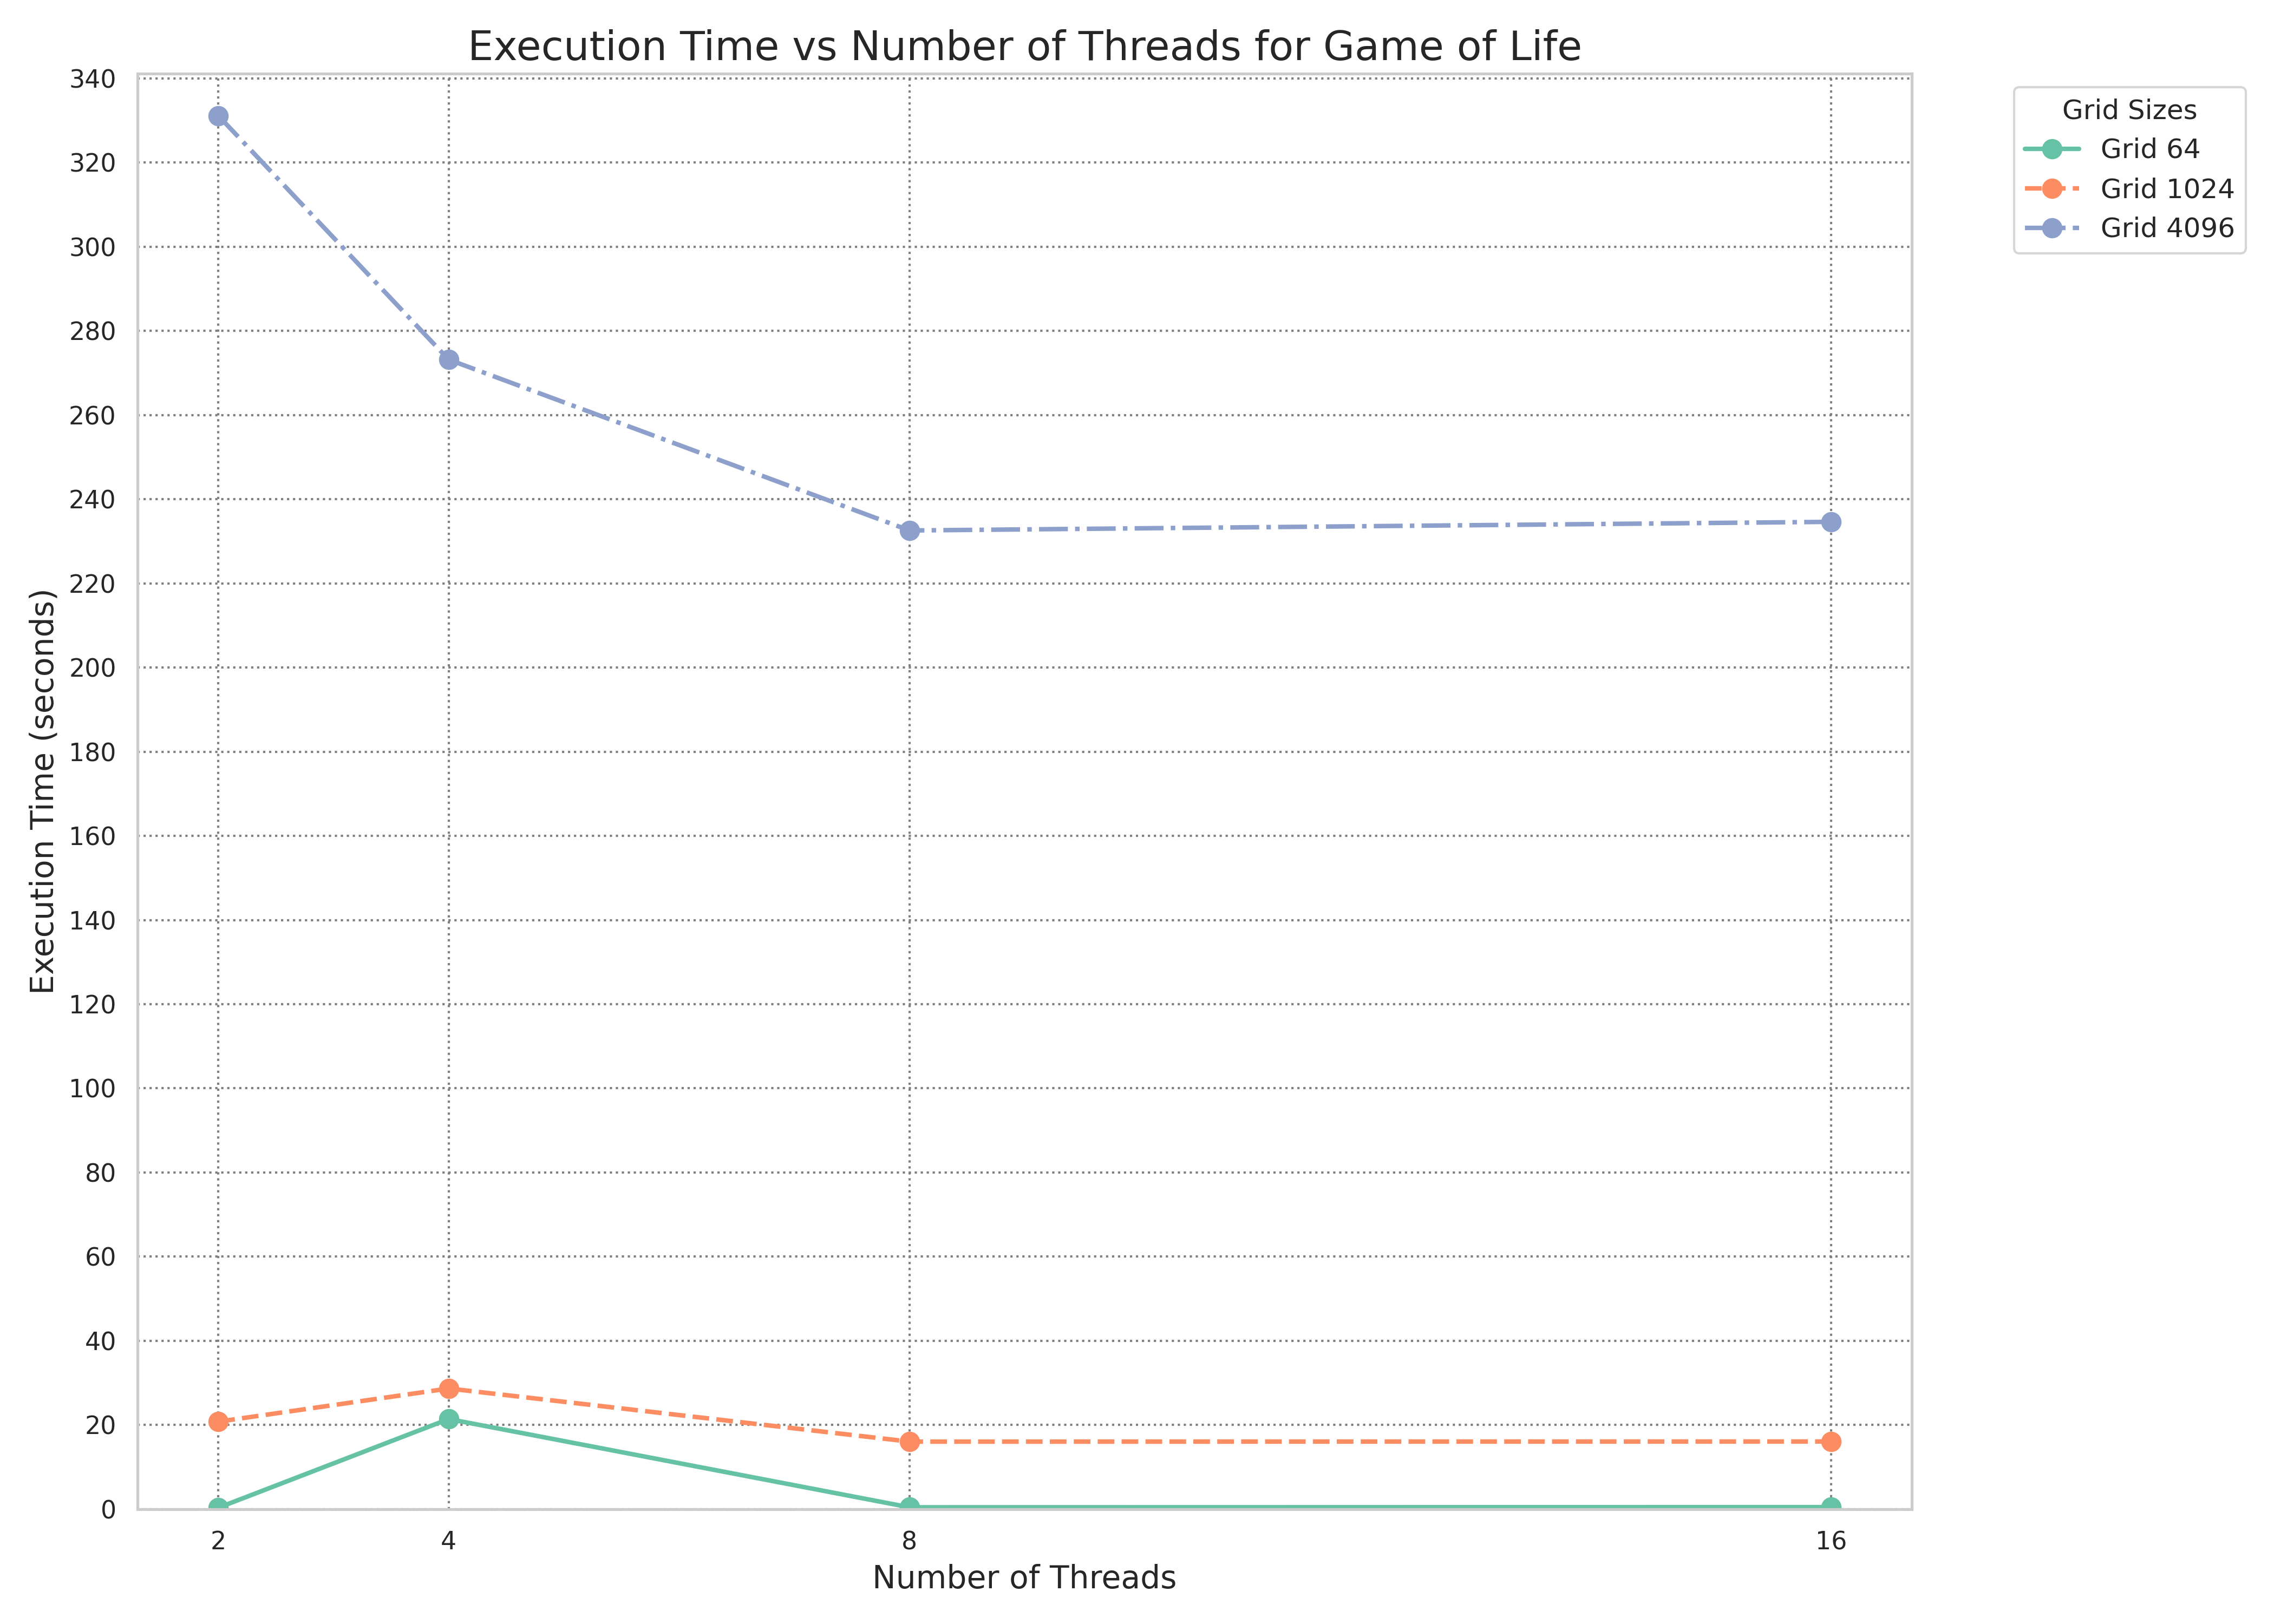 Execution Time vs Number of Threads for Game of Life
Grid Sizes
Grid 64
Grid 1024
Grid 4096
Execution Time (seconds)
340
320
300
280
260
240
220
200
180
160
140
120
100
80
60
40
20
0
2 4 8 16
Number of Threads